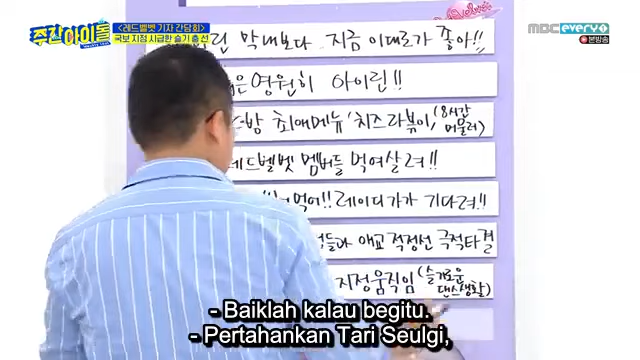 주간아이돌
<레드벨벳 기자 간담회>
국보 지정 시급한 슬기 춤 선
MBC every1
본방송
막내보다 지금 이대로가 좋아!!
은 영원히 아이린!!
밤 최애메뉴 '치즈라볶이,(8시간 머물러)
레드벨벳 멤버들 먹여살려!!
먹어!! 레이디가가 기다려!!
들과 애교 적정선 극적타결
지정움직임 (슬기로운 댄스생활)
- Baiklah kalau begitu.
- Pertahankan Tari Seulgi,